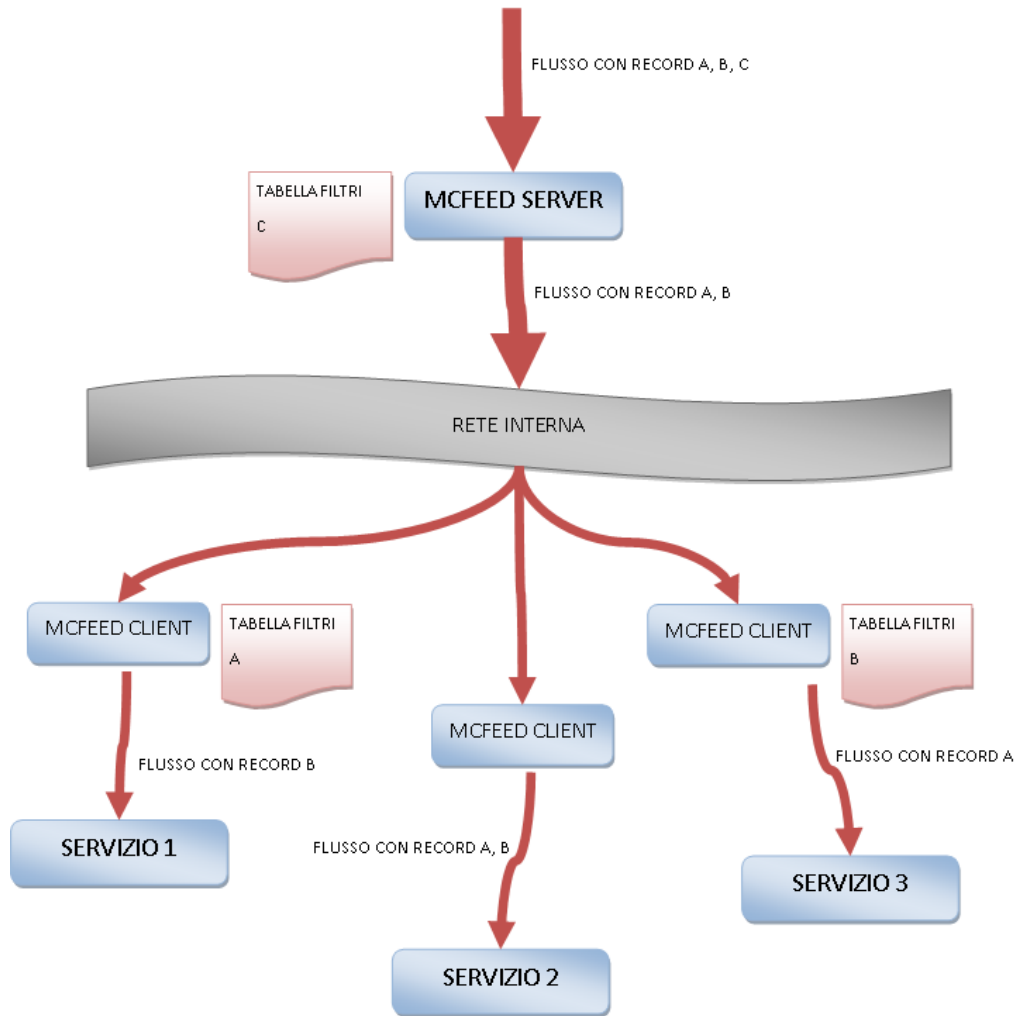 FLUSSO CON RECORD A, B, C
TABELLA FILTRI
C
MCFEED SERVER
FLUSSO CON RECORD A, B
RETE INTERNA
MCFEED CLIENT
TABELLA FILTRI
A
MCFEED CLIENT
TABELLA FILTRI
B
MCFEED CLIENT
FLUSSO CON RECORD B
FLUSSO CON RECORD A
FLUSSO CON RECORD A, B
SERVIZIO 1
SERVIZIO 3
SERVIZIO 2